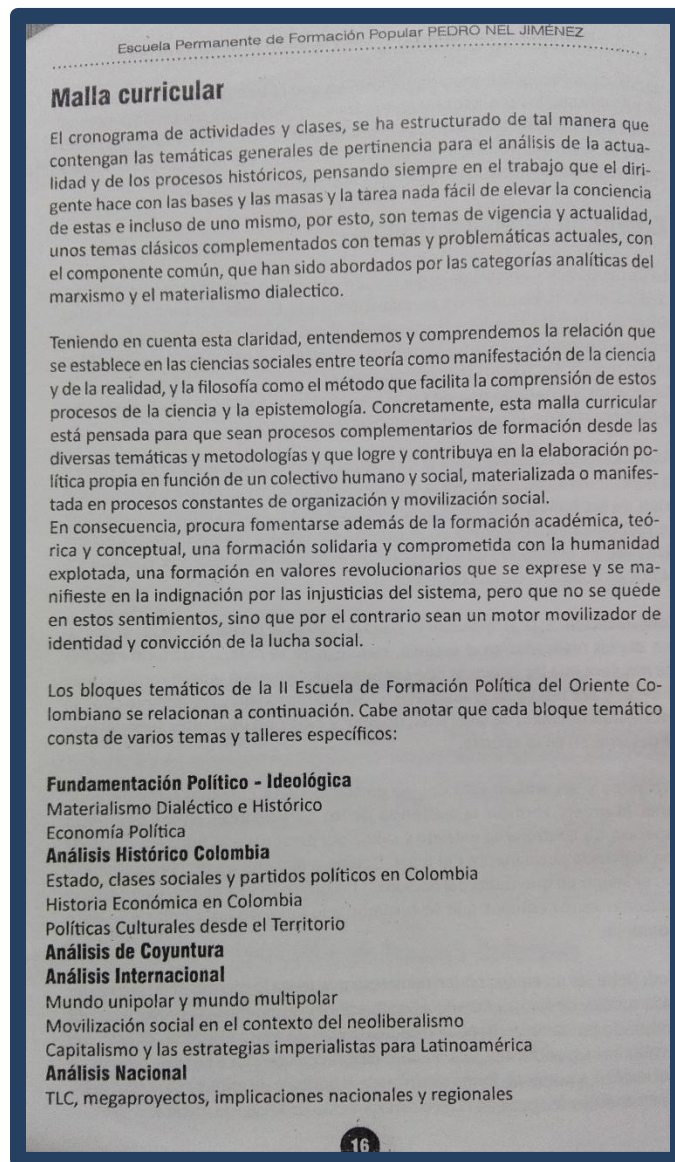 Escuela Permanente de Formación Popular PEDRO NEL JIMÉNEZ
Malla curricular
El cronograma de actividades y clases, se ha estructurado de tal manera que
contengan las temáticas generales de pertinencia para el análisis de la actua-
lidad y de los procesos históricos, pensando siempre en el trabajo que el diri-
gente hace con las bases y las masas y la tarea nada fácil de elevar la conciencia
de estas e incluso de uno mismo, por esto, son temas de vigencia y actualidad,
unos temas clásicos complementados con temas y problemáticas actuales, con
el componente común, que han sido abordados por las categorías analíticas del
marxismo y el materialismo dialectico.
Teniendo en cuenta esta claridad, entendemos y comprendemos la relación que
se establece en las ciencias sociales entre teoría como manifestación de la ciencia
y de la realidad, y la filosofía como el método que facilita la comprensión de estos
procesos de la ciencia y la epistemología. Concretamente, esta malla curricular
está pensada para que sean procesos complementarios de formación desde las
diversas temáticas y metodologías y que logre y contribuya en la elaboración po-
lítica propia en función de un colectivo humano y social, materializada o manifes-
tada en procesos constantes de organización y movilización social.
En consecuencia, procura fomentarse además de la formación académica, teó-
rica y conceptual, una formación solidaria y comprometida con la humanidad
explotada, una formación en valores revolucionarios que se exprese y se ma-
nifieste en la indignación por las injusticias del sistema, pero que no se quede
en estos sentimientos, sino que por el contrario sean un motor movilizador de
identidad y convicción de la lucha social.
Los bloques temáticos de la II Escuela de Formación Política del Oriente Co-
lombiano se relacionan a continuación. Cabe anotar que cada bloque temático
consta de varios temas y talleres específicos:
Fundamentación Político - Ideológica
Materialismo Dialéctico e Histórico
Economía Política
Análisis Histórico Colombia
Estado, clases sociales y partidos políticos en Colombia
Historia Económica en Colombia
Políticas Culturales desde el Territorio
Análisis de Coyuntura
Análisis Internacional
Mundo unipolar y mundo multipolar
Movilización social en el contexto del neoliberalismo
Capitalismo y las estrategias imperialistas para Latinoamérica
Análisis Nacional
TLC, megaproyectos, implicaciones nacionales y regionales
16